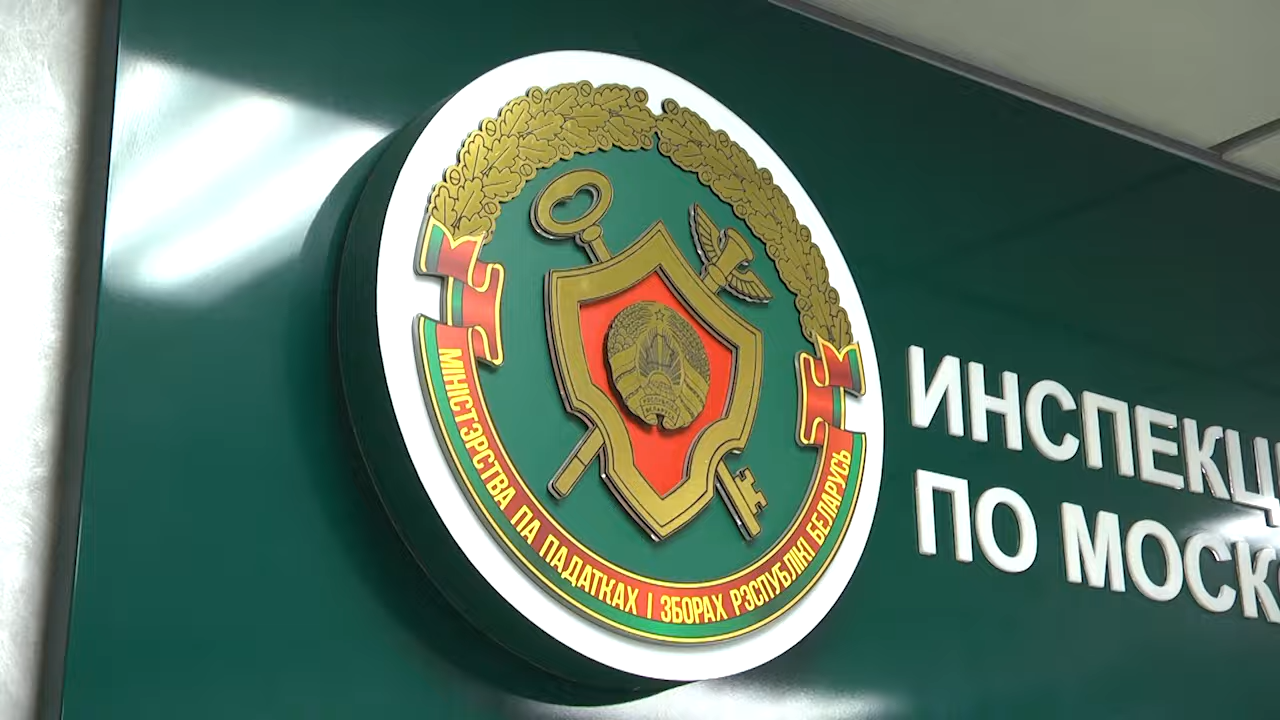 МІНІСТЭРСТВА ПА ПАДАТКАХ І ЗБОРАХ РЭСПУБЛІКІ БЕЛАРУСЬ
ИНСПЕКЦ
ПО МОСК